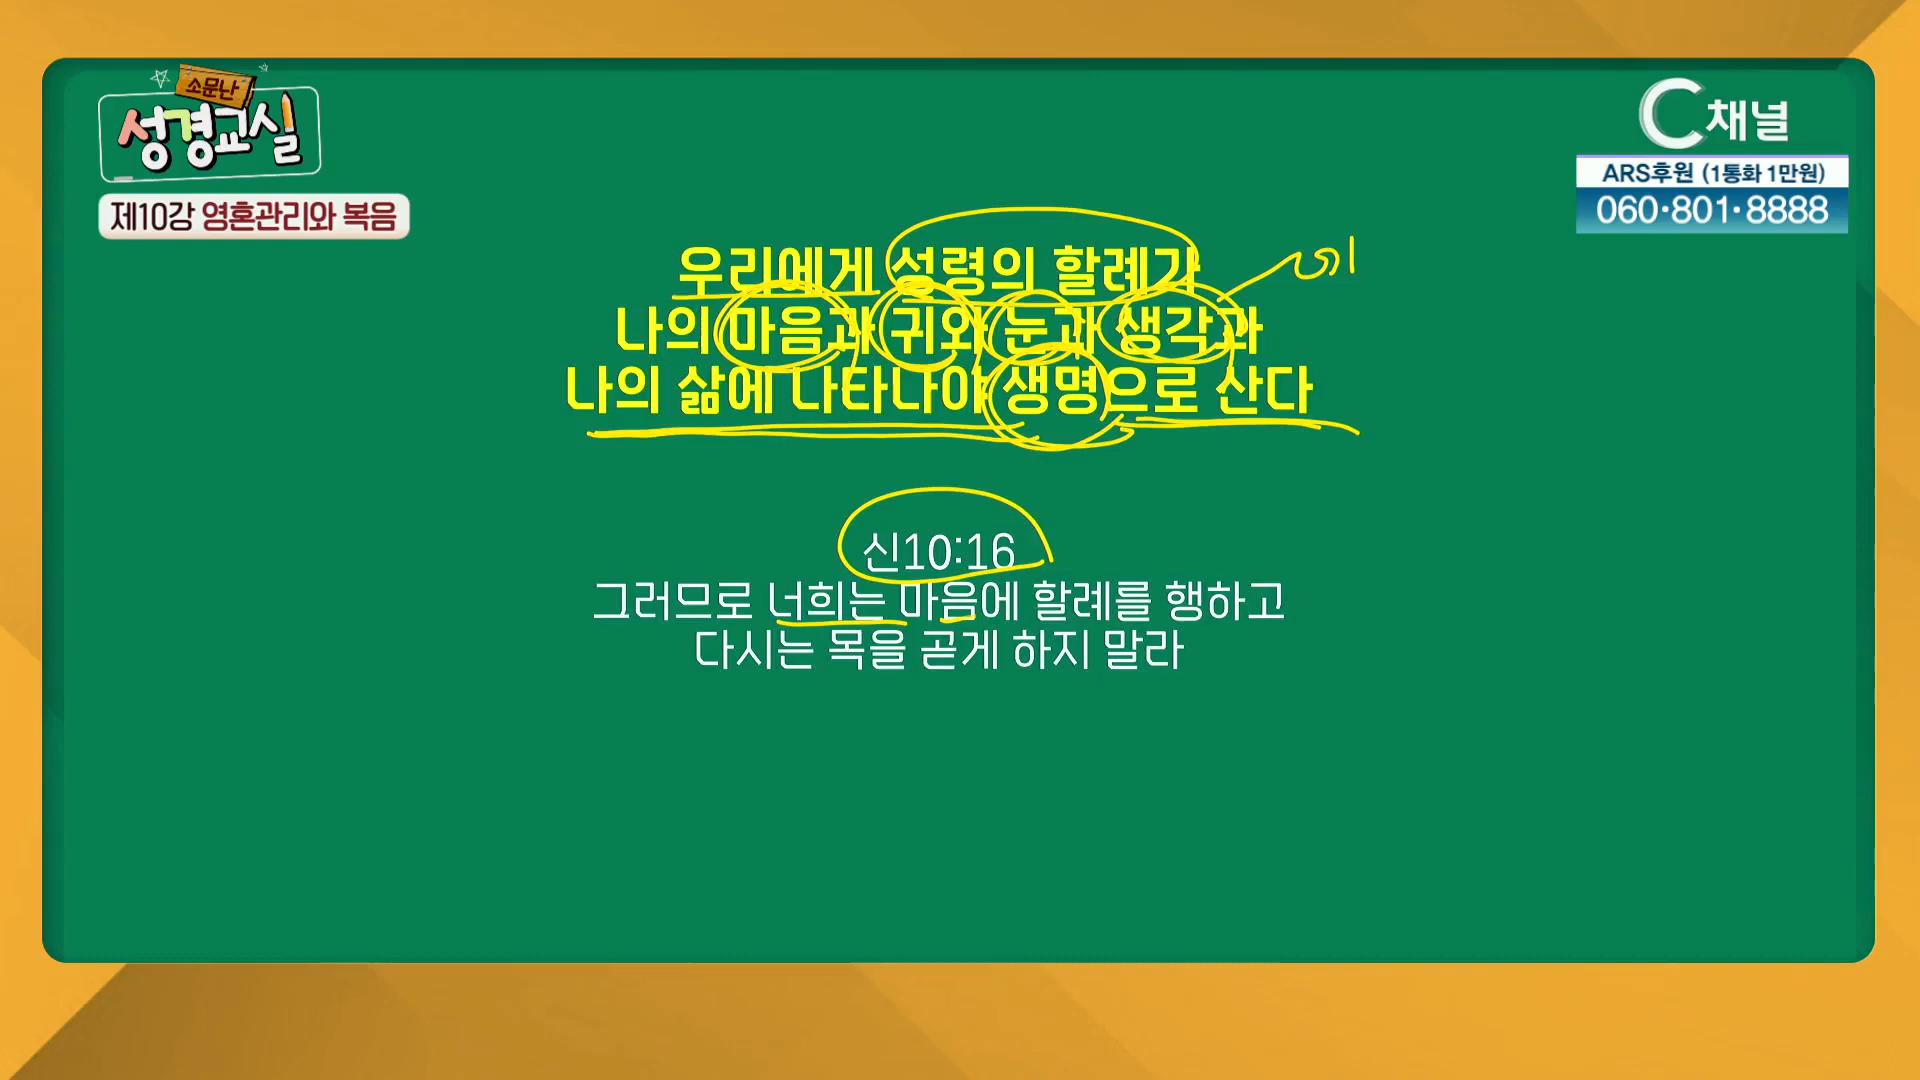 소문난
성경교실
제10강 영혼관리와 복음
C채널
ARS후원 (1통화 1만원)
060·801·8888
우리에게 성령의 할례가
나의 마음과 귀와 눈과 생각과
나의 삶에 나타나야 생명으로 산다
신10:16
그러므로 너희는 마음에 할례를 행하고
다시는 목을 곧게 하지 말라